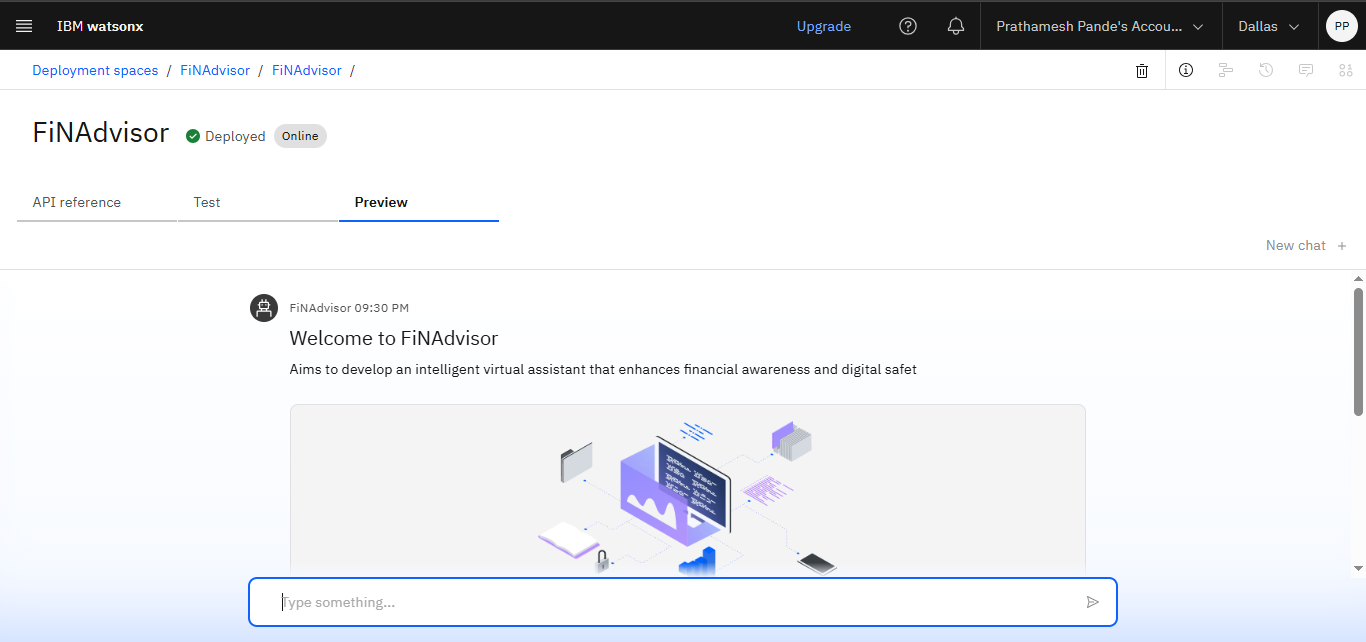 IBM watsonx
Upgrade
Prathamesh Pande's Accou...
Dallas
PP
Deployment spaces / FiNAdvisor / FiNAdvisor /
FiNAdvisor
Deployed
Online
API reference
Test
Preview
New chat +
FiNAdvisor 09:30 PM
Welcome to FiNAdvisor
Aims to develop an intelligent virtual assistant that enhances financial awareness and digital safet
Type something...